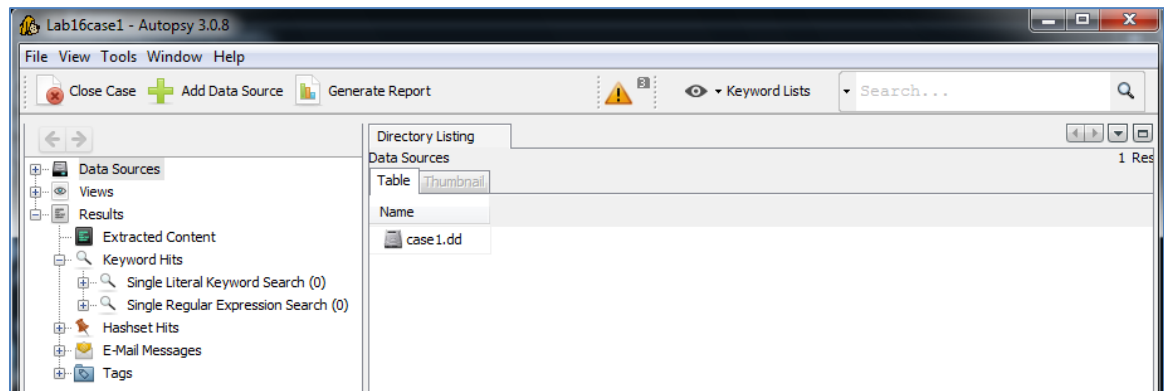 Lab16case1 - Autopsy 3.0.8
File View Tools Window Help
Close Case Add Data Source Generate Report 3 Keyword Lists Search...
Directory Listing
Data Sources 1 Res
Table Thumbnail
Name
case1.dd
Data Sources
Views
Results
Extracted Content
Keyword Hits
Single Literal Keyword Search (0)
Single Regular Expression Search (0)
Hashset Hits
E-Mail Messages
Tags